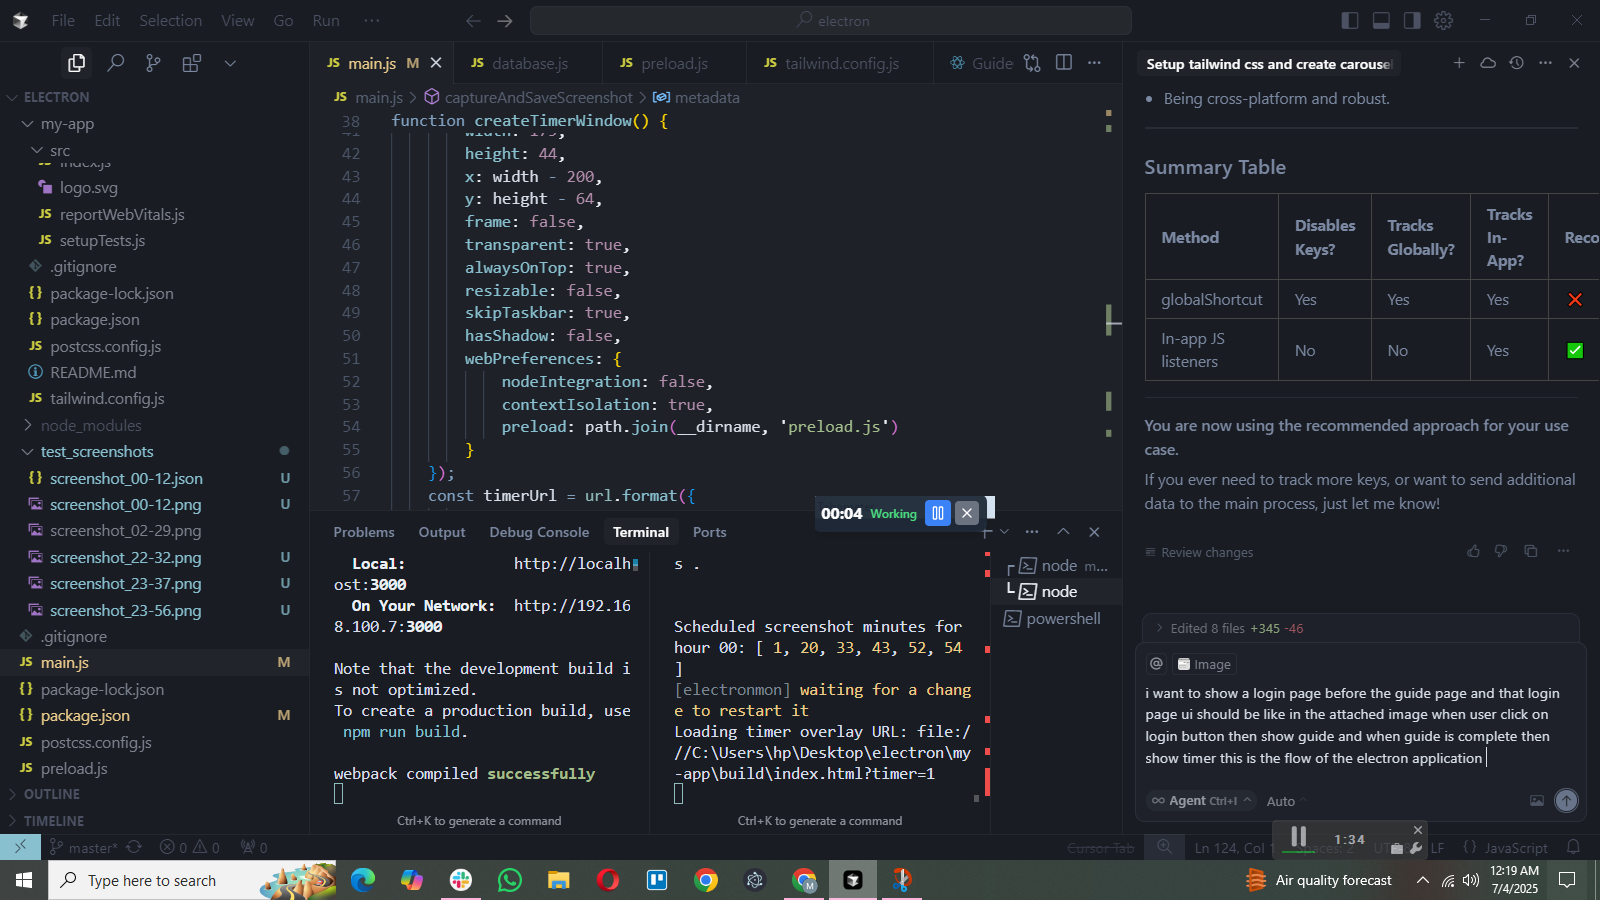 File Edit Selection View Go Run ···
electron
ELECTRON
my-app
src
index.js
logo.svg
JS reportWebVitals.js
JS setupTests.js
.gitignore
{} package-lock.json
{} package.json
JS postcss.config.js
README.md
JS tailwind.config.js
node_modules
test_screenshots
{} screenshot_00-12.json U
screenshot_00-12.png U
screenshot_02-29.png
screenshot_22-32.png U
screenshot_23-37.png U
screenshot_23-56.png U
.gitignore
JS main.js M
{} package-lock.json
{} package.json M
JS postcss.config.js
JS preload.js
OUTLINE
TIMELINE
JS main.js M JS database.js JS preload.js JS tailwind.config.js Guide
JS main.js > captureAndSaveScreenshot > metadata
38 function createTimerWindow() {
41 width: 175,
42 height: 44,
43 x: width - 200,
44 y: height - 64,
45 frame: false,
46 transparent: true,
47 alwaysOnTop: true,
48 resizable: false,
49 skipTaskbar: true,
50 hasShadow: false,
51 webPreferences: {
52 nodeIntegration: false,
53 contextIsolation: true,
54 preload: path.join(__dirname, 'preload.js')
55 }
56 });
57 const timerUrl = url.format({
00:04 Working
Problems Output Debug Console Terminal Ports
Local: http://localh
ost:3000
On Your Network: http://192.16
8.100.7:3000
Note that the development build i
s not optimized.
To create a production build, use
npm run build.
webpack compiled successfully
Ctrl+K to generate a command
s .
Scheduled screenshot minutes for
hour 00: [ 1, 20, 33, 43, 52, 54
]
[electronmon] waiting for a chang
e to restart it
Loading timer overlay URL: file:/
//C:\Users\hp\Desktop\electron\my
-app\build\index.html?timer=1
Ctrl+K to generate a command
node m...
node
powershell
Setup tailwind css and create carousel
• Being cross-platform and robust.
Summary Table
Method Disables Keys? Tracks Globally? Tracks In-App? Reco
globalShortcut Yes Yes Yes ❌
In-app JS listeners No No Yes ✅
You are now using the recommended approach for your use
case.
If you ever need to track more keys, or want to send additional
data to the main process, just let me know!
Review changes
Edited 8 files +345 -46
@ Image
i want to show a login page before the guide page and that login
page ui should be like in the attached image when user click on
login button then show guide and when guide is complete then
show timer this is the flow of the electron application
∞ Agent Ctrl+I Auto
1:34
master* 0 0 0 Cursor Tab Ln 124, Col 1 Spaces: 2 LF {} JavaScript
Type here to search
Air quality forecast
12:19 AM
7/4/2025